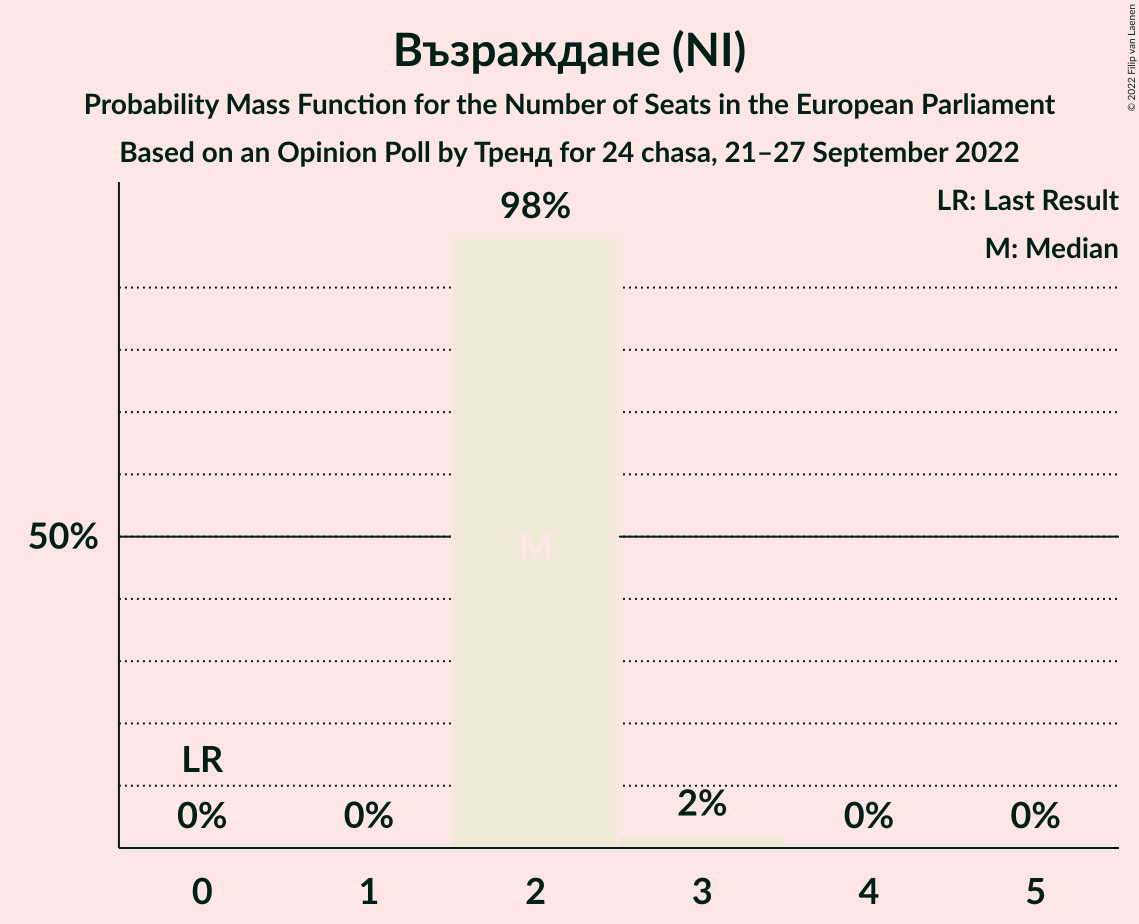 Възраждане (NI)
Probability Mass Function for the Number of Seats in the European Parliament
Based on an Opinion Poll by Тренд for 24 chasa, 21–27 September 2022
© 2022 Filip van Laenen
LR: Last Result
M: Median
98%
50%
M
LR
0%
0%
2%
0%
0%
0
1
2
3
4
5